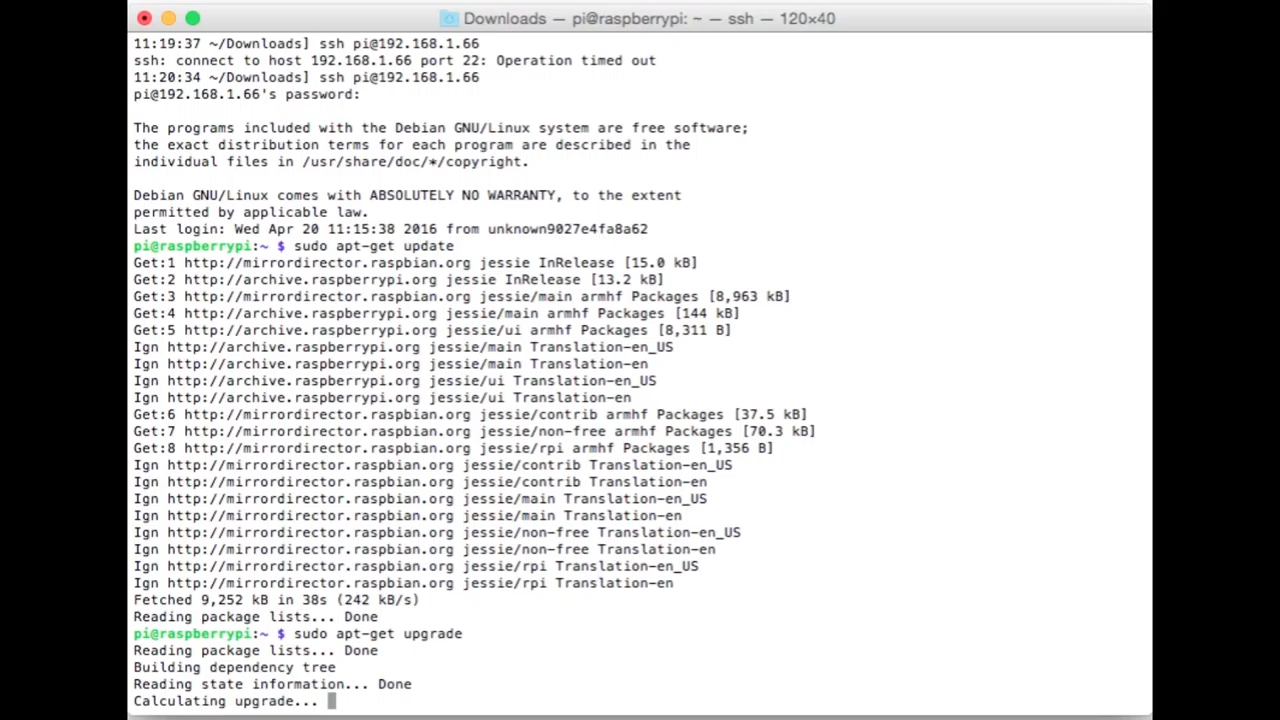 Downloads — pi@raspberrypi: ~ — ssh — 120×40
11:19:37 ~/Downloads] ssh pi@192.168.1.66
ssh: connect to host 192.168.1.66 port 22: Operation timed out
11:20:34 ~/Downloads] ssh pi@192.168.1.66
pi@192.168.1.66's password:
The programs included with the Debian GNU/Linux system are free software;
the exact distribution terms for each program are described in the
individual files in /usr/share/doc/*/copyright.
Debian GNU/Linux comes with ABSOLUTELY NO WARRANTY, to the extent
permitted by applicable law.
Last login: Wed Apr 20 11:15:38 2016 from unknown9027e4fa8a62
pi@raspberrypi:~ $ sudo apt-get update
Get:1 http://mirrordirector.raspbian.org jessie InRelease [15.0 kB]
Get:2 http://archive.raspberrypi.org jessie InRelease [13.2 kB]
Get:3 http://mirrordirector.raspbian.org jessie/main armhf Packages [8,963 kB]
Get:4 http://archive.raspberrypi.org jessie/main armhf Packages [144 kB]
Get:5 http://archive.raspberrypi.org jessie/ui armhf Packages [8,311 B]
Ign http://archive.raspberrypi.org jessie/main Translation-en_US
Ign http://archive.raspberrypi.org jessie/main Translation-en
Ign http://archive.raspberrypi.org jessie/ui Translation-en_US
Ign http://archive.raspberrypi.org jessie/ui Translation-en
Get:6 http://mirrordirector.raspbian.org jessie/contrib armhf Packages [37.5 kB]
Get:7 http://mirrordirector.raspbian.org jessie/non-free armhf Packages [70.3 kB]
Get:8 http://mirrordirector.raspbian.org jessie/rpi armhf Packages [1,356 B]
Ign http://mirrordirector.raspbian.org jessie/contrib Translation-en_US
Ign http://mirrordirector.raspbian.org jessie/contrib Translation-en
Ign http://mirrordirector.raspbian.org jessie/main Translation-en_US
Ign http://mirrordirector.raspbian.org jessie/main Translation-en
Ign http://mirrordirector.raspbian.org jessie/non-free Translation-en_US
Ign http://mirrordirector.raspbian.org jessie/non-free Translation-en
Ign http://mirrordirector.raspbian.org jessie/rpi Translation-en_US
Ign http://mirrordirector.raspbian.org jessie/rpi Translation-en
Fetched 9,252 kB in 38s (242 kB/s)
Reading package lists... Done
pi@raspberrypi:~ $ sudo apt-get upgrade
Reading package lists... Done
Building dependency tree
Reading state information... Done
Calculating upgrade...